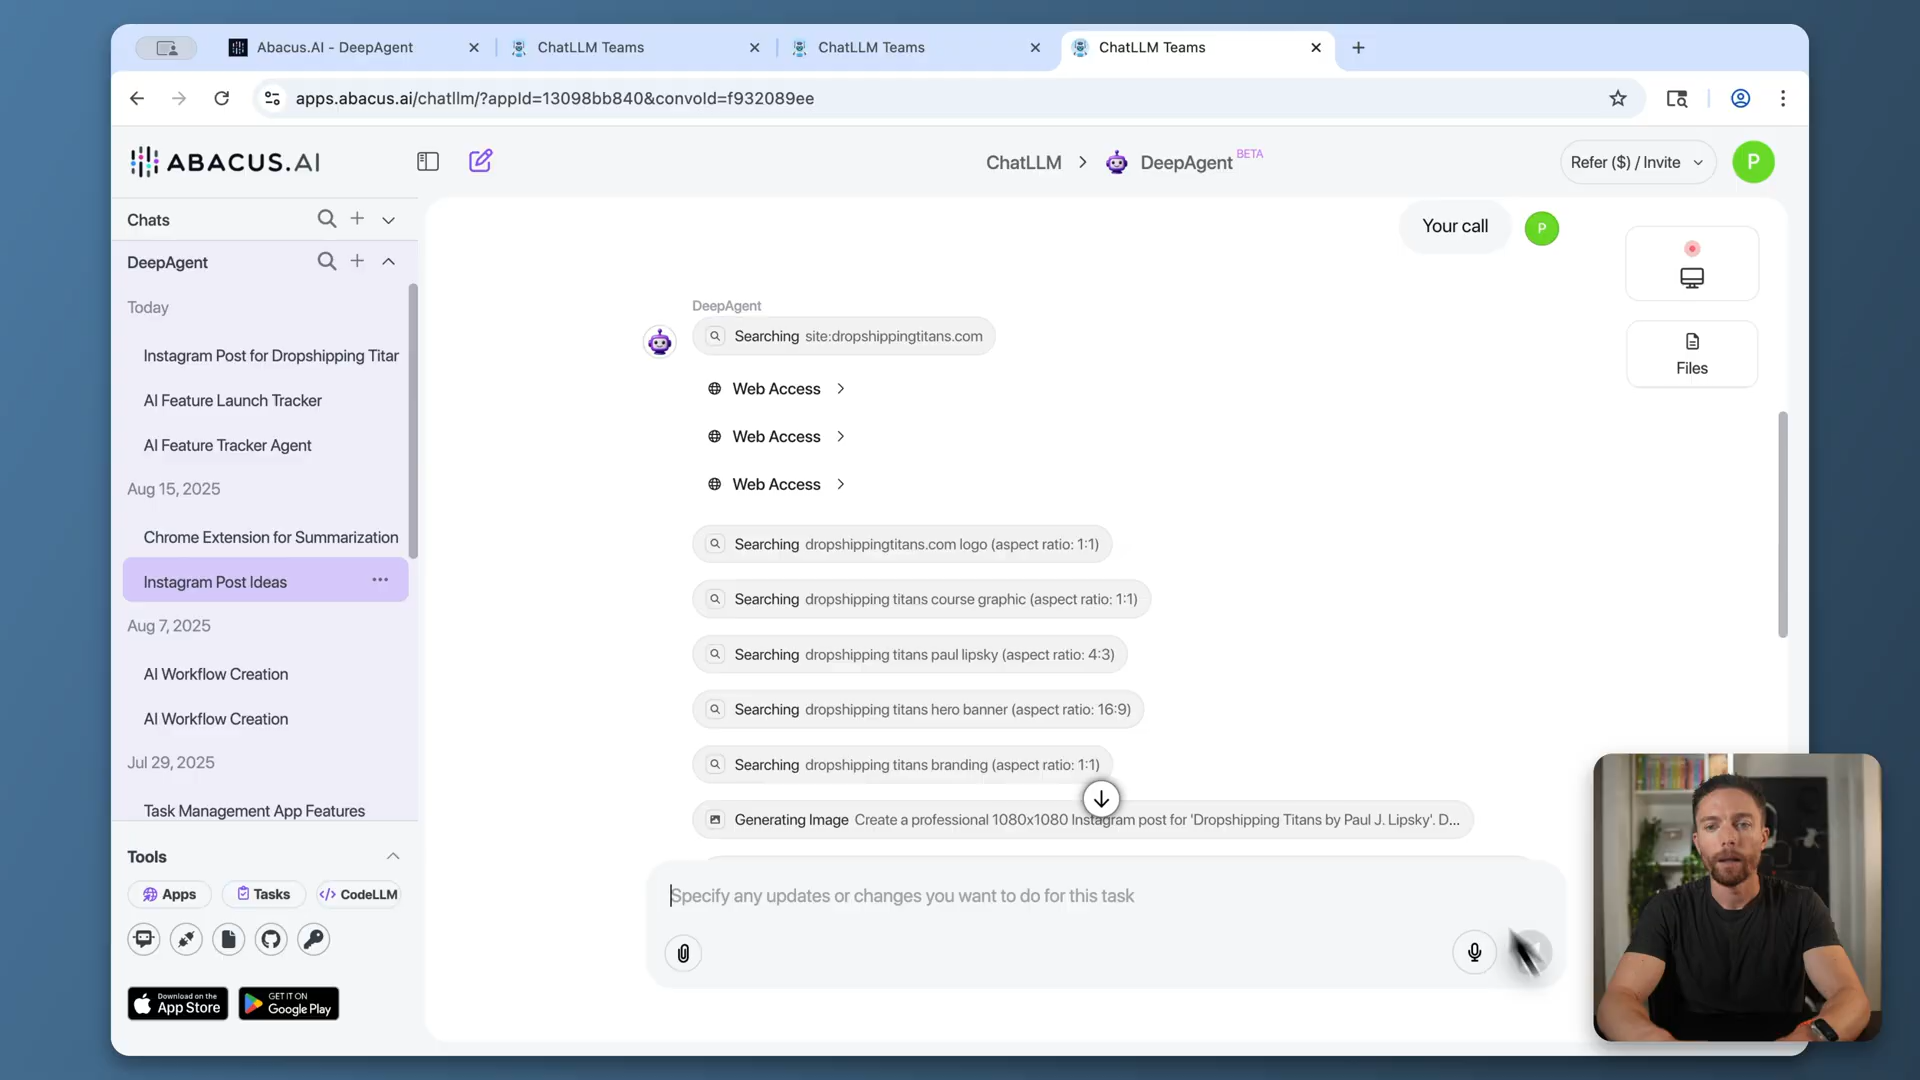 Abacus.AI - DeepAgent
ChatLLM Teams
ChatLLM Teams
ChatLLM Teams
apps.abacus.ai/chatllm/?appId=13098bb840&convoId=f932089ee
ABACUS.AI
ChatLLM > DeepAgent BETA
Refer ($) / Invite
P
Chats
DeepAgent
Today
Instagram Post for Dropshipping Titar
AI Feature Launch Tracker
AI Feature Tracker Agent
Aug 15, 2025
Chrome Extension for Summarization
Instagram Post Ideas
Aug 7, 2025
AI Workflow Creation
AI Workflow Creation
Jul 29, 2025
Task Management App Features
Tools
Apps
Tasks
</> CodeLLM
Download on the
App Store
GET IT ON
Google Play
Your call
P
Files
DeepAgent
Searching site:dropshippingtitans.com
Web Access
Web Access
Web Access
Searching dropshippingtitans.com logo (aspect ratio: 1:1)
Searching dropshipping titans course graphic (aspect ratio: 1:1)
Searching dropshipping titans paul lipsky (aspect ratio: 4:3)
Searching dropshipping titans hero banner (aspect ratio: 16:9)
Searching dropshipping titans branding (aspect ratio: 1:1)
Generating Image Create a professional 1080x1080 Instagram post for 'Dropshipping Titans by Paul J. Lipsky'. D...
Specify any updates or changes you want to do for this task